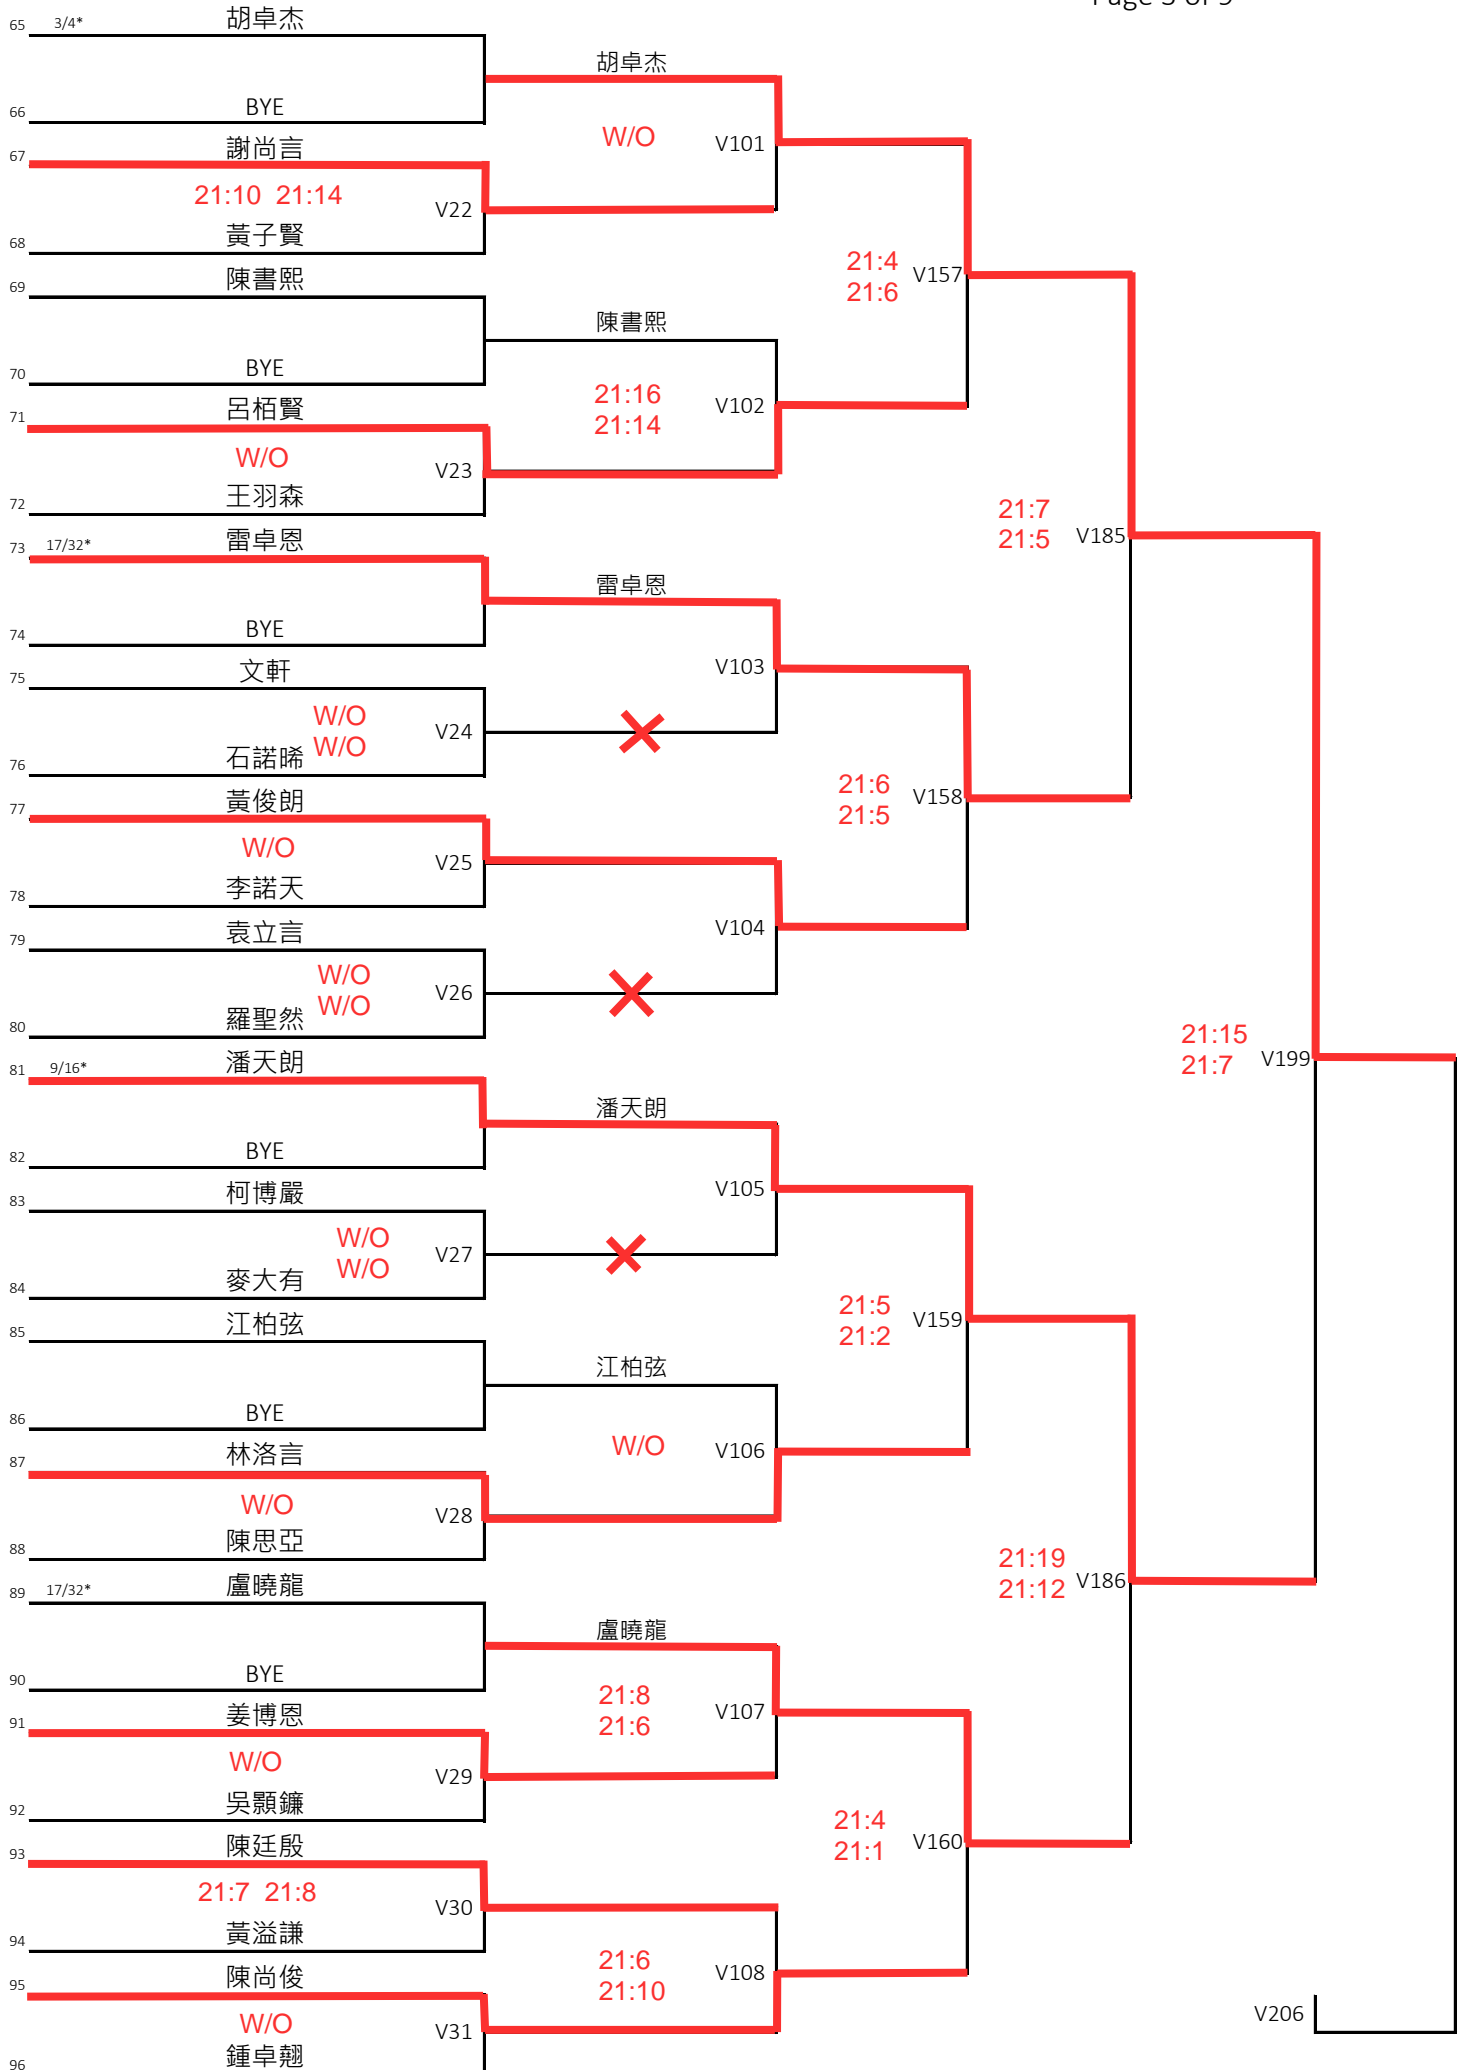 Page 3 of 9
65 3/4* 胡卓杰
胡卓杰
66 BYE
W/O V101
67 謝尚言
21:10 21:14 V22
68 黃子賢
21:4
21:6 V157
69 陳書熙
陳書熙
70 BYE
21:16
21:14 V102
71 呂栢賢
W/O V23
72 王羽森
21:7
21:5 V185
73 17/32* 雷卓恩
雷卓恩
74 BYE
V103
75 文軒
W/O
W/O V24
76 石諾晞
21:6
21:5 V158
77 黃俊朗
W/O V25
78 李諾天
V104
79 袁立言
W/O
W/O V26
80 羅聖然
21:15
21:7 V199
81 9/16* 潘天朗
潘天朗
82 BYE
V105
83 柯博嚴
W/O
W/O V27
84 麥大有
21:5
21:2 V159
85 江柏弦
江柏弦
86 BYE
W/O V106
87 林洛言
W/O V28
88 陳思亞
21:19
21:12 V186
89 17/32* 盧曉龍
盧曉龍
90 BYE
21:8
21:6 V107
91 姜博恩
W/O V29
92 吳顥鐮
21:4
21:1 V160
93 陳廷殷
21:7 21:8 V30
94 黃溢謙
21:6
21:10 V108
95 陳尚俊
W/O V31
96 鍾卓翹
V206